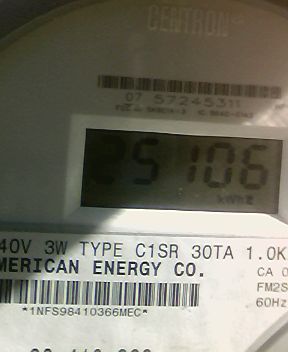 CENTRON
07 57245311
25106
kWh
40V 3W TYPE C1SR 30TA 1.0K
MERICAN ENERGY CO.
CA 0
FM2S
60Hz
*1NFS98410366MEC*